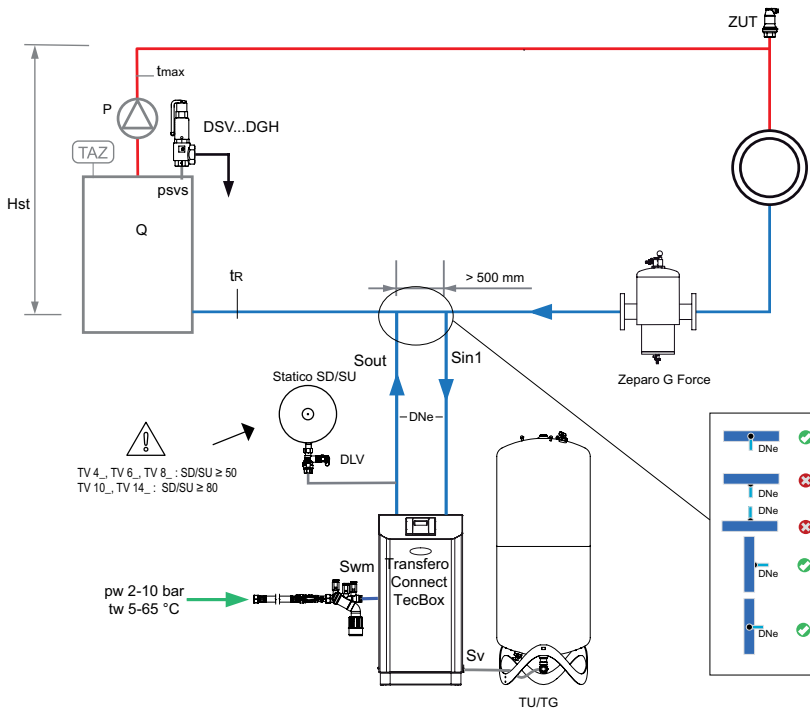 ZUT
tmax
P
DSV...DGH
TAZ
psvs
Hst
Q
tR
> 500 mm
Sout
Sin1
Zeparo G Force
Statico SD/SU
DNe
DLV
TV 4_, TV 6_, TV 8_ : SD/SU ≥ 50
TV 10_, TV 14_ : SD/SU ≥ 80
DNe
DNe
DNe
DNe
DNe
Swm
Transfero
Connect
TecBox
pw 2-10 bar
tw 5-65 °C
Sv
TU/TG